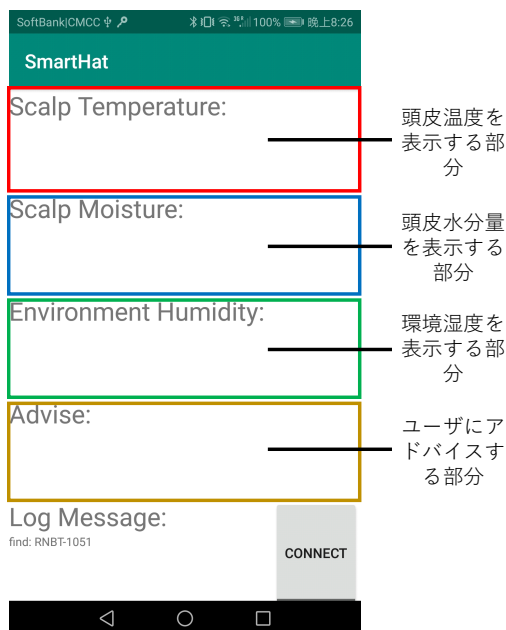 SoftBank|CMCC 100% 晚上8:26
SmartHat
Scalp Temperature:
頭皮温度を
表示する部
分
Scalp Moisture:
頭皮水分量
を表示する
部分
Environment Humidity:
環境湿度を
表示する部
分
Advise:
ユーザにア
ドバイスす
る部分
Log Message:
find: RNBT-1051
CONNECT